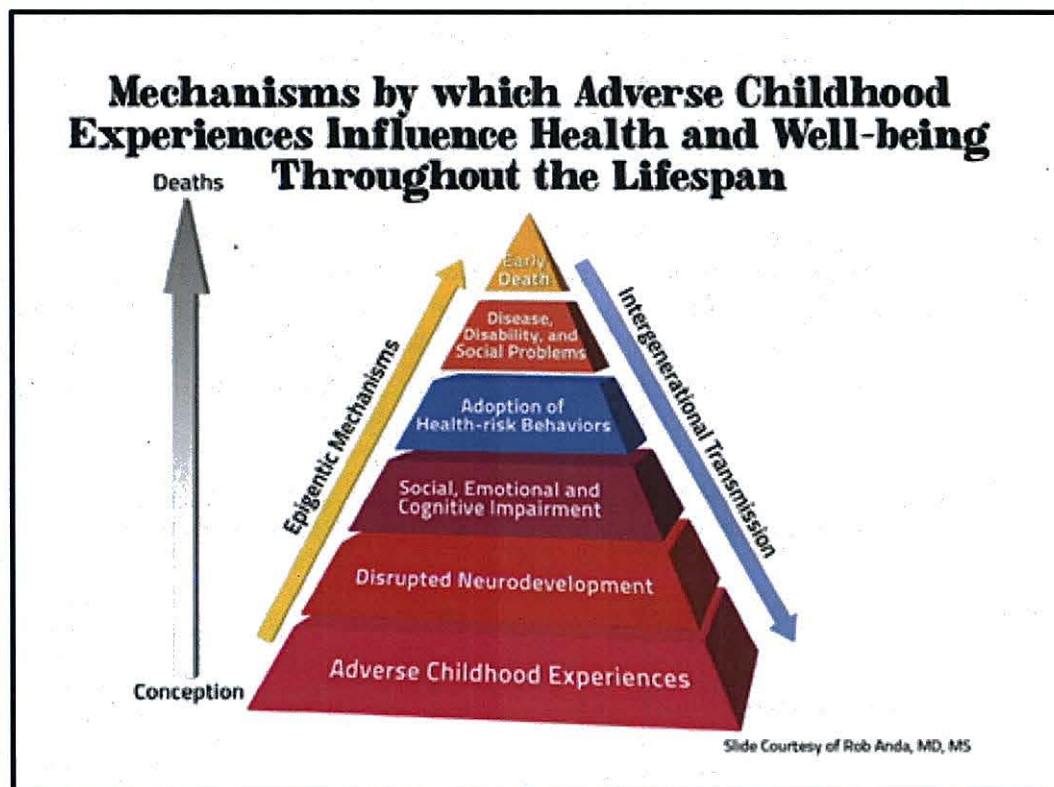 Mechanisms by which Adverse Childhood
Experiences Influence Health and Well-being
Throughout the Lifespan
Deaths
Early
Death
Disease,
Disability, and
Social Problems
Adoption of
Health-risk Behaviors
Social, Emotional and
Cognitive Impairment
Disrupted Neurodevelopment
Adverse Childhood Experiences
Epigentic Mechanisms
Intergenerational Transmission
Conception
Slide Courtesy of Rob Anda, MD, MS